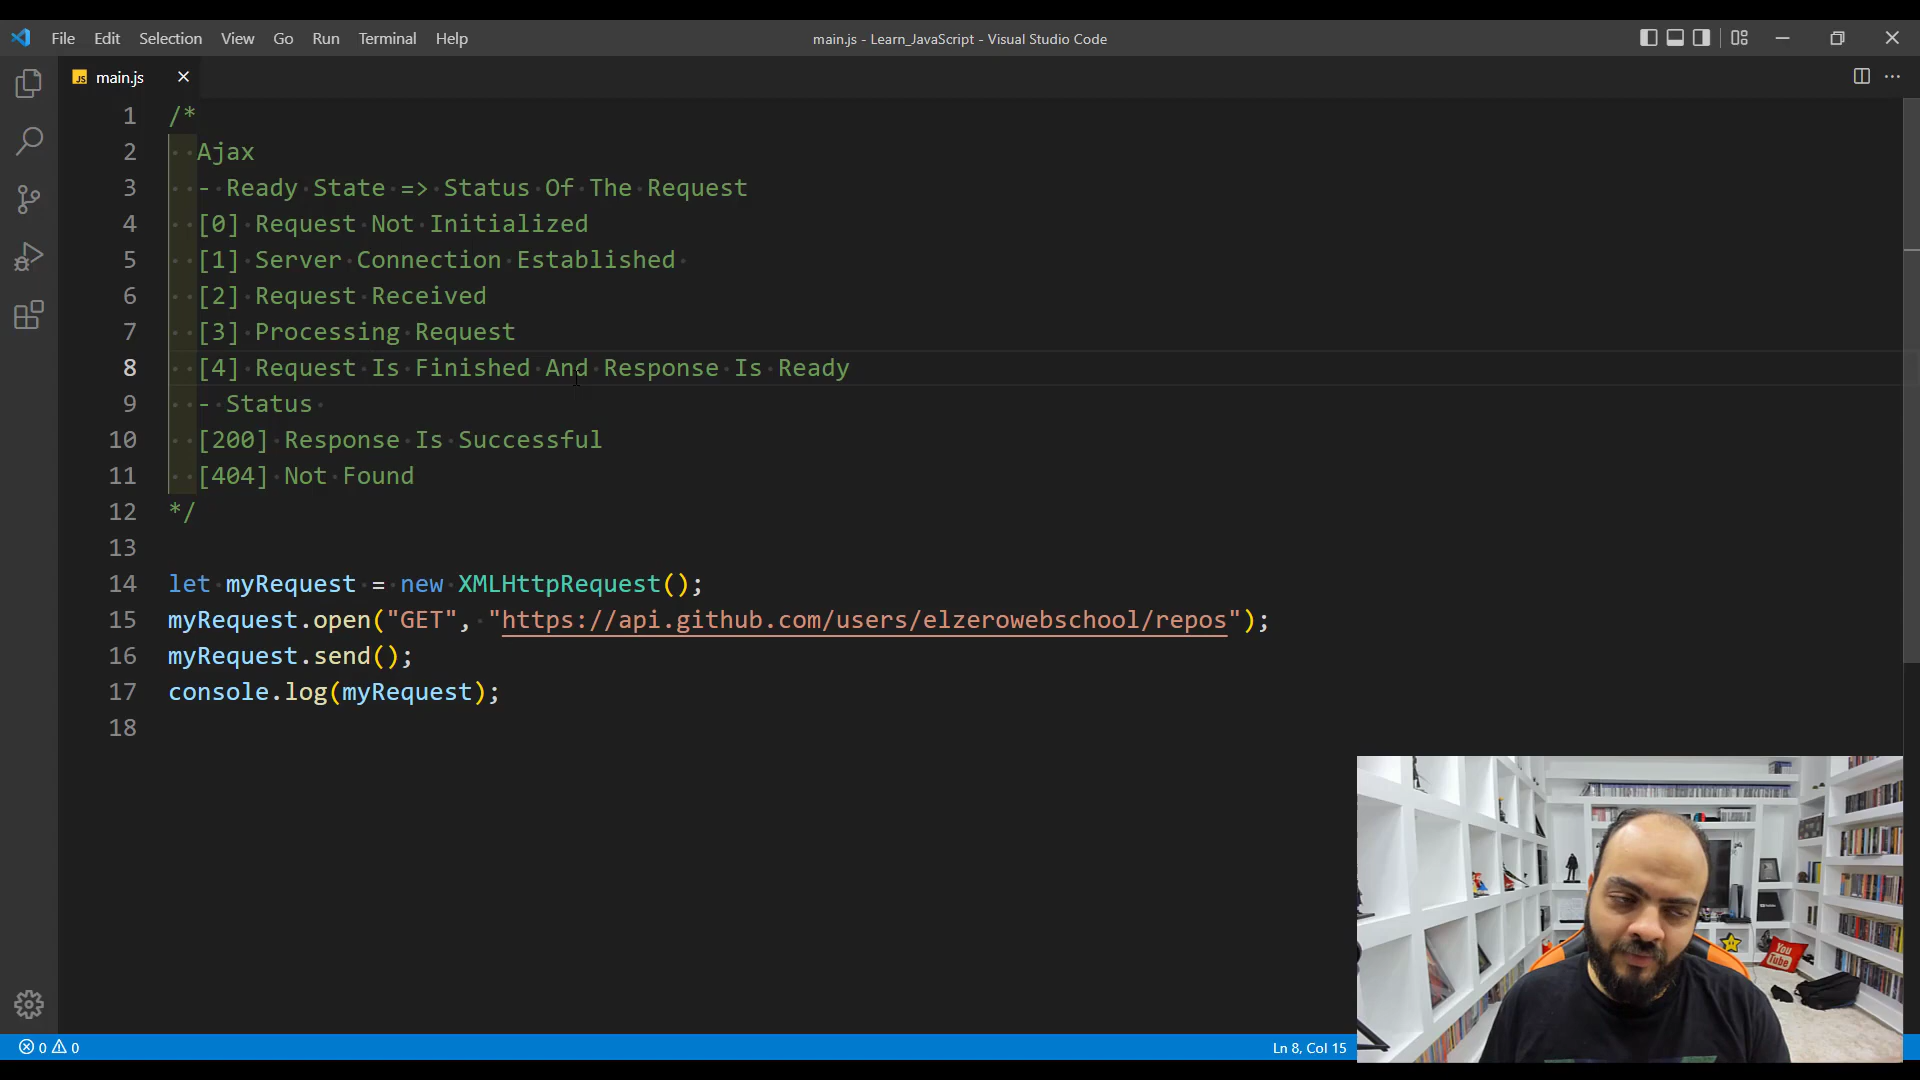 File Edit Selection View Go Run Terminal Help
main.js - Learn_JavaScript - Visual Studio Code
JS main.js
1 /*
2 Ajax
3 - Ready State => Status Of The Request
4 [0] Request Not Initialized
5 [1] Server Connection Established
6 [2] Request Received
7 [3] Processing Request
8 [4] Request Is Finished And Response Is Ready
9 - Status
10 [200] Response Is Successful
11 [404] Not Found
12 */
13
14 let myRequest = new XMLHttpRequest();
15 myRequest.open("GET", "https://api.github.com/users/elzerowebschool/repos");
16 myRequest.send();
17 console.log(myRequest);
18
You
Tube
0 0
Ln 8, Col 15